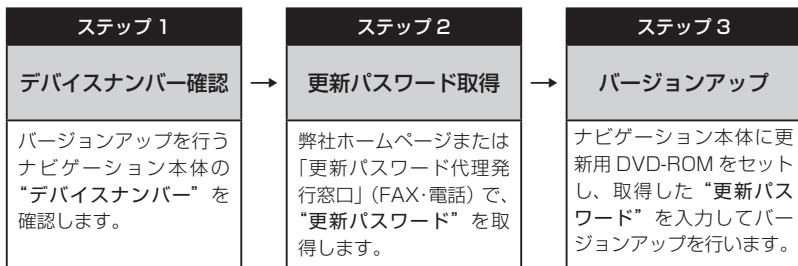 ステップ 1
デバイスナンバー確認
バージョンアップを行う
ナビゲーション本体の
“デバイスナンバー” を
確認します。
→
ステップ 2
更新パスワード取得
弊社ホームページまたは
「更新パスワード代理発
行窓口」（FAX・電話）で、
“更新パスワード” を取
得します。
→
ステップ 3
バージョンアップ
ナビゲーション本体に更
新用 DVD-ROM をセット
し、取得した “更新パス
ワード” を入力してバー
ジョンアップを行います。